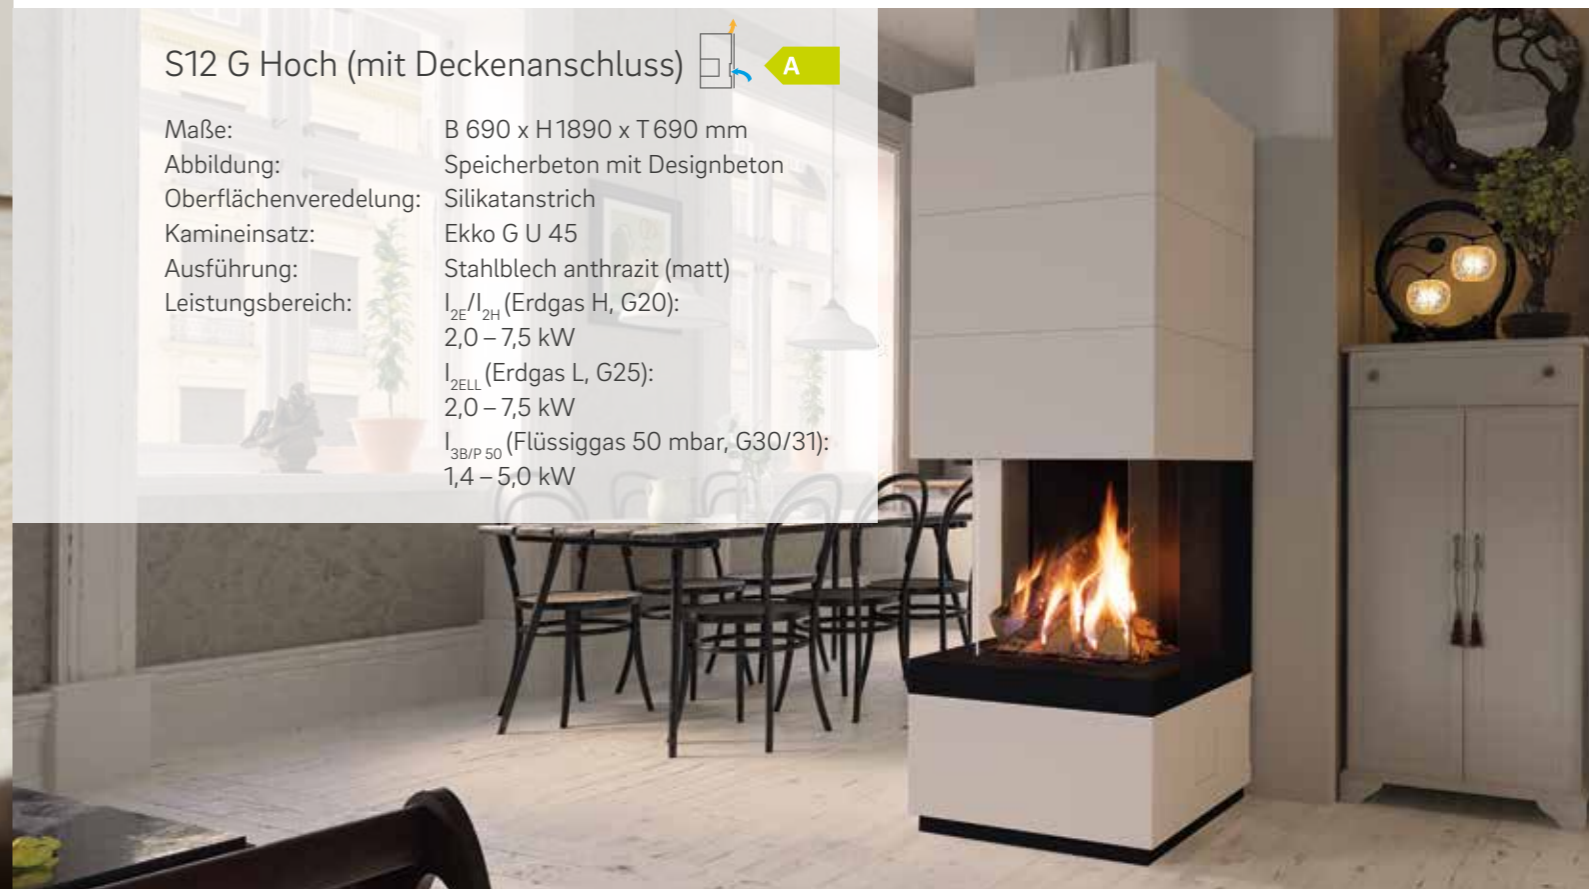 S12 G Hoch (mit Deckenanschluss) A
Maße: B 690 x H 1890 x T 690 mm
Abbildung: Speicherbeton mit Designbeton
Oberflächenveredelung: Silikatanstrich
Kamineinsatz: Ekko G U 45
Ausführung: Stahlblech anthrazit (matt)
Leistungsbereich: I2E/I2H (Erdgas H, G20):
2,0 – 7,5 kW
I2ELL (Erdgas L, G25):
2,0 – 7,5 kW
I3B/P 50 (Flüssiggas 50 mbar, G30/31):
1,4 – 5,0 kW